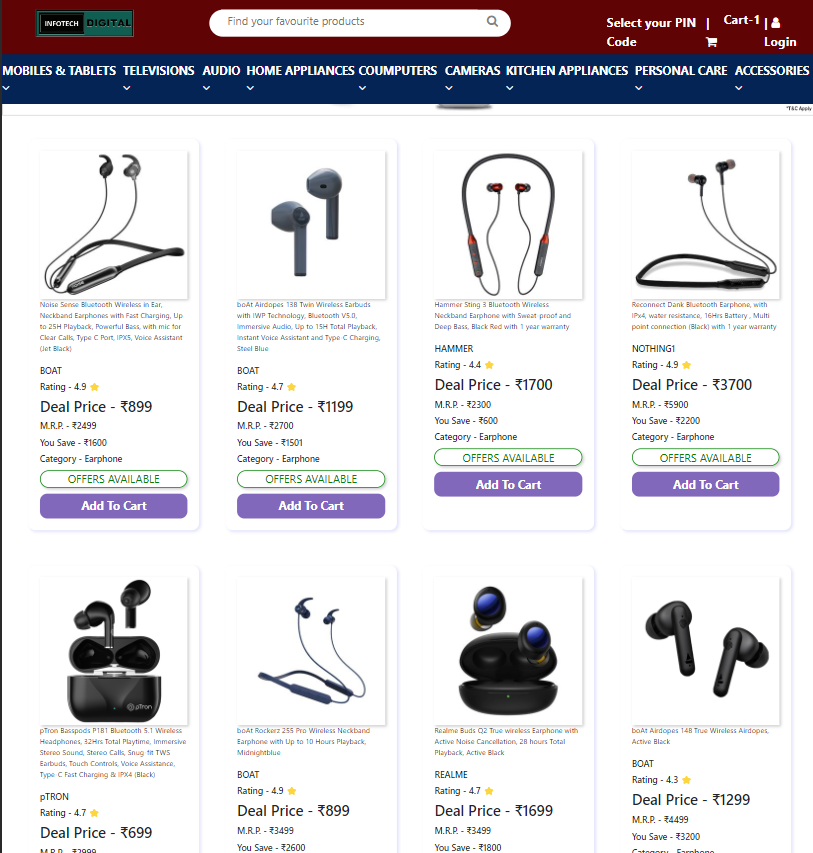 INFOTECH DIGITAL
Find your favourite products
Select your PIN Code | Cart-1 | Login
MOBILES & TABLETS TELEVISIONS AUDIO HOME APPLIANCES COUMPUTERS CAMERAS KITCHEN APPLIANCES PERSONAL CARE ACCESSORIES
*T&C Apply
Noise Sense Bluetooth Wireless in Ear,
Neckband Earphones with Fast Charging, Up
to 25H Playback, Powerful Bass, with mic for
Clear Calls, Type C Port, IPX5, Voice Assistant
(Jet Black)
BOAT
Rating - 4.9
Deal Price - ₹899
M.R.P. - ₹2499
You Save - ₹1600
Category - Earphone
OFFERS AVAILABLE
Add To Cart
boAt Airdopes 138 Twin Wireless Earbuds
with IWP Technology, Bluetooth V5.0,
Immersive Audio, Up to 15H Total Playback,
Instant Voice Assistant and Type-C Charging,
Steel Blue
BOAT
Rating - 4.7
Deal Price - ₹1199
M.R.P. - ₹2700
You Save - ₹1501
Category - Earphone
OFFERS AVAILABLE
Add To Cart
Hammer Sting 3 Bluetooth Wireless
Neckband Earphone with Sweat-proof and
Deep Bass, Black Red with 1 year warranty
HAMMER
Rating - 4.4
Deal Price - ₹1700
M.R.P. - ₹2300
You Save - ₹600
Category - Earphone
OFFERS AVAILABLE
Add To Cart
Reconnect Dank Bluetooth Earphone, with
IPx4, water resistance, 16Hrs Battery , Multi
point connection (Black) with 1 year warranty
NOTHING1
Rating - 4.9
Deal Price - ₹3700
M.R.P. - ₹5900
You Save - ₹2200
Category - Earphone
OFFERS AVAILABLE
Add To Cart
pTron
pTron Basspods P181 Bluetooth 5.1 Wireless
Headphones, 32Hrs Total Playtime, Immersive
Stereo Sound, Stereo Calls, Snug-fit TWS
Earbuds, Touch Controls, Voice Assistance,
Type-C Fast Charging & IPX4 (Black)
pTRON
Rating - 4.7
Deal Price - ₹699
M.R.P. - ₹2999
boAt Rockerz 255 Pro Wireless Neckband
Earphone with Up to 10 Hours Playback,
Midnightblue
BOAT
Rating - 4.9
Deal Price - ₹899
M.R.P. - ₹3499
You Save - ₹2600
Realme Buds Q2 True wireless Earphone with
Active Noise Cancellation, 28 hours Total
Playback, Active Black
REALME
Rating - 4.7
Deal Price - ₹1699
M.R.P. - ₹3499
You Save - ₹1800
boAt Airdopes 148 True Wireless Airdopes,
Active Black
BOAT
Rating - 4.3
Deal Price - ₹1299
M.R.P. - ₹4499
You Save - ₹3200
Category - Earphone